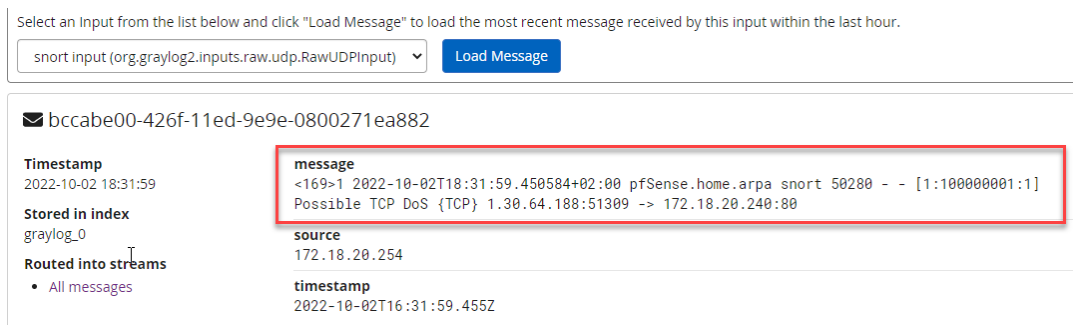 Select an Input from the list below and click "Load Message" to load the most recent message received by this input within the last hour.
snort input (org.graylog2.inputs.raw.udp.RawUDPInput)
Load Message
bccabe00-426f-11ed-9e9e-0800271ea882
Timestamp
2022-10-02 18:31:59
Stored in index
graylog_0
Routed into streams
• All messages
message
<169>1 2022-10-02T18:31:59.450584+02:00 pfSense.home.arpa snort 50280 - - [1:100000001:1]
Possible TCP DoS {TCP} 1.30.64.188:51309 -> 172.18.20.240:80
source
172.18.20.254
timestamp
2022-10-02T16:31:59.455Z